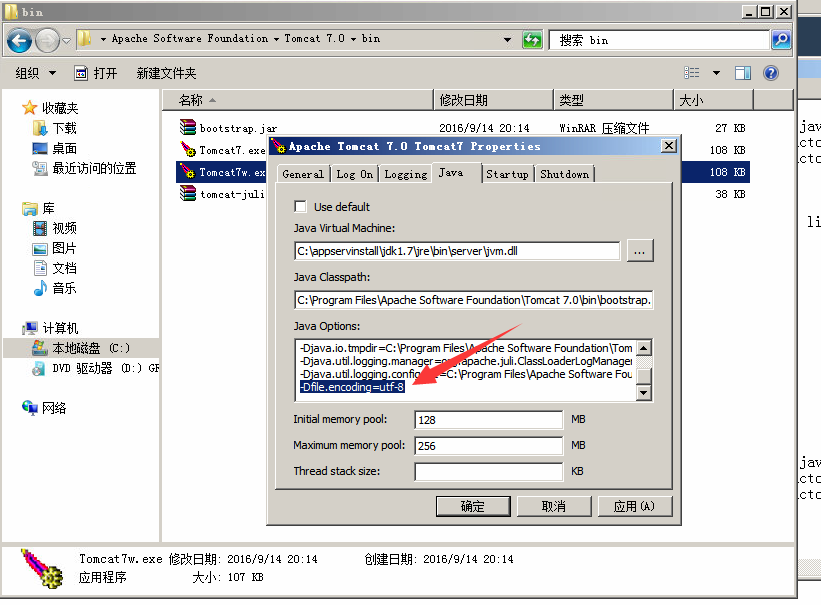 bin
Apache Software Foundation Tomcat 7.0 bin
搜索 bin
组织 打开 新建文件夹
名称 修改日期 类型 大小
收藏夹
下载
桌面
最近访问的位置
库
视频
图片
文档
音乐
计算机
本地磁盘 (C:)
DVD 驱动器 (D:) GR
网络
bootstrap.jar 2016/9/14 20:14 WinRAR 压缩文件 27 KB
Tomcat7.exe 108 KB
Tomcat7w.ex 108 KB
tomcat-juli 38 KB
Apache Tomcat 7.0 Tomcat7 Properties
General Log On Logging Java Startup Shutdown
Use default
Java Virtual Machine:
C:\appservinstall\jdk1.7\jre\bin\server\jvm.dll
...
Java Classpath:
C:\Program Files\Apache Software Foundation\Tomcat 7.0\bin\bootstrap.
Java Options:
-Djava.io.tmpdir=C:\Program Files\Apache Software Foundation\Tom
-Djava.util.logging.manager=org.apache.juli.ClassLoaderLogManager
-Djava.util.logging.config =C:\Program Files\Apache Software Fou
-Dfile.encoding=utf-8
Initial memory pool: 128 MB
Maximum memory pool: 256 MB
Thread stack size: KB
确定 取消 应用(A)
Tomcat7w.exe 修改日期: 2016/9/14 20:14 创建日期: 2016/9/14 20:14
应用程序 大小: 107 KB
jav
cto
cto
li
jav
cto
cto